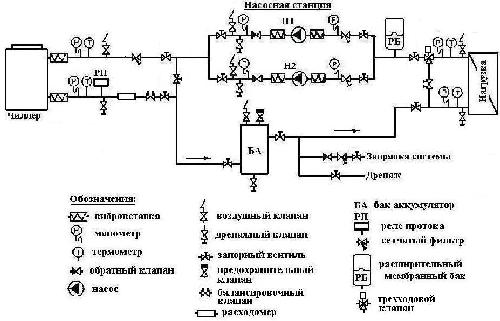 Насосная станция
Н1
Р
Р
Н2
Р
РБ
Р
Т
РП
Р
Т
Р
Т
Р
Т
Чиллер
Нагрузка
БА
Заправка системы
Дренаж
Обозначения:
вибровставка
Р манометр
Т термометр
обратный клапан
насос
воздушный клапан
дренажный клапан
запорный вентиль
предохранительный
клапан
балансировочный
клапан
расходомер
БА бак аккумулятор
РП
реле протока
сетчатый фильтр
РБ
расширительный
мембранный бак
трехходовой
клапан